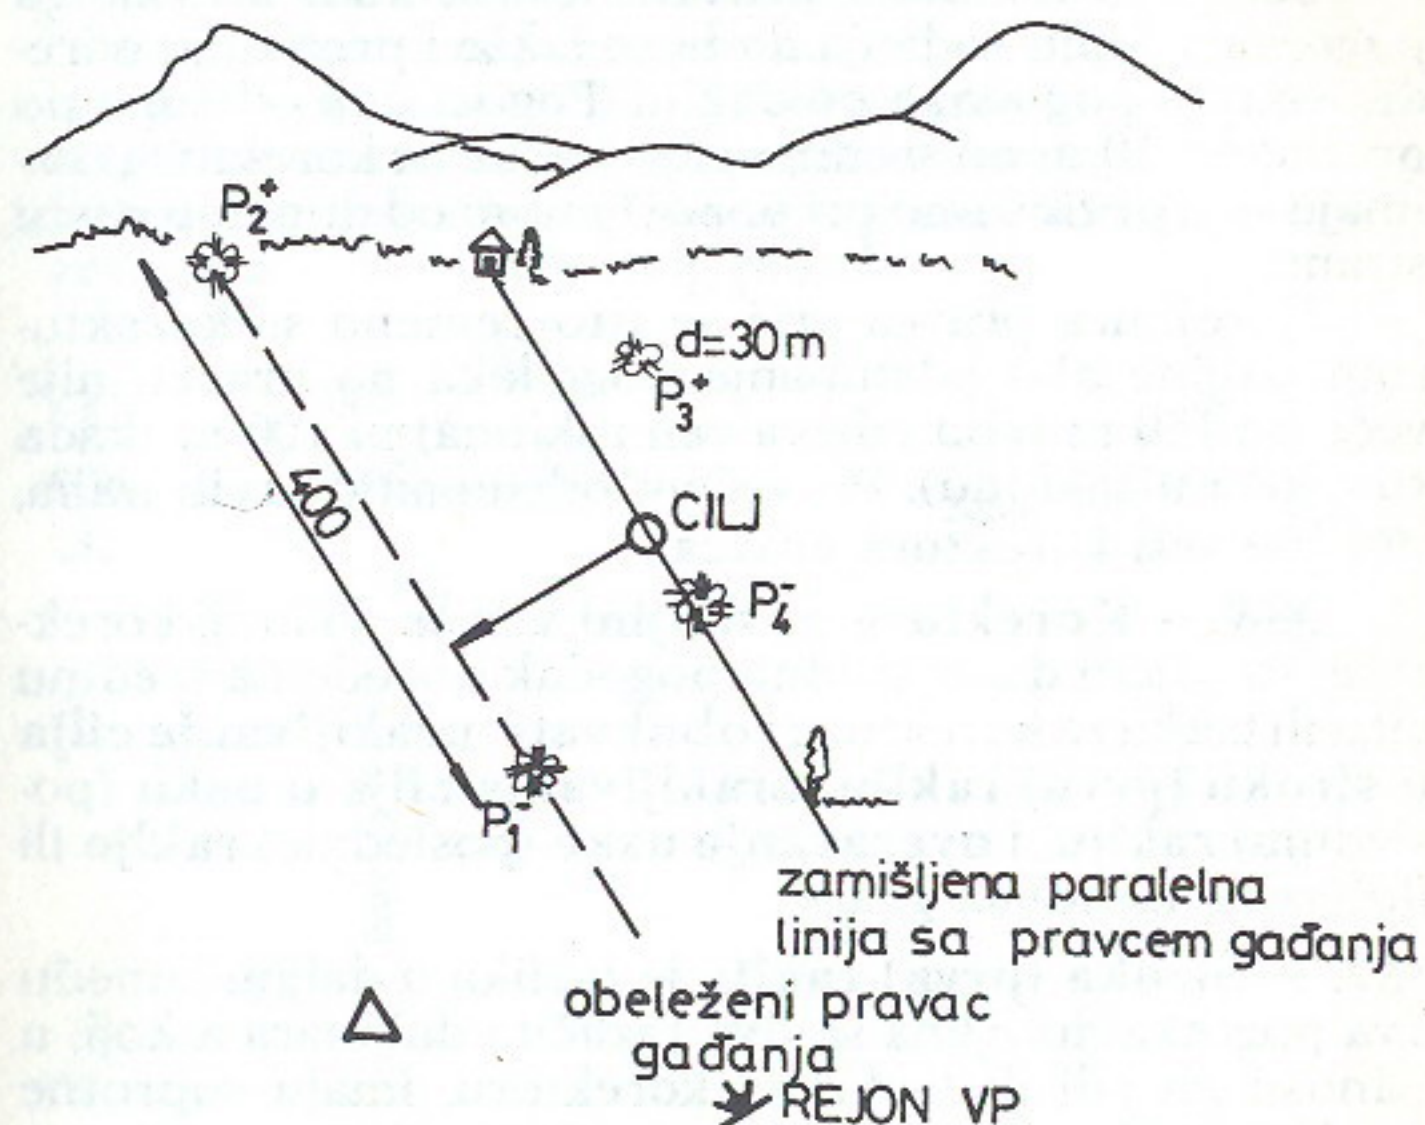 P₂⁺
d=30m
P₃⁺
400
CILJ
P₄⁻
P₁⁻
zamišljena paralelna
linija sa pravcem gađanja
obeleženi pravac
gađanja
REJON VP